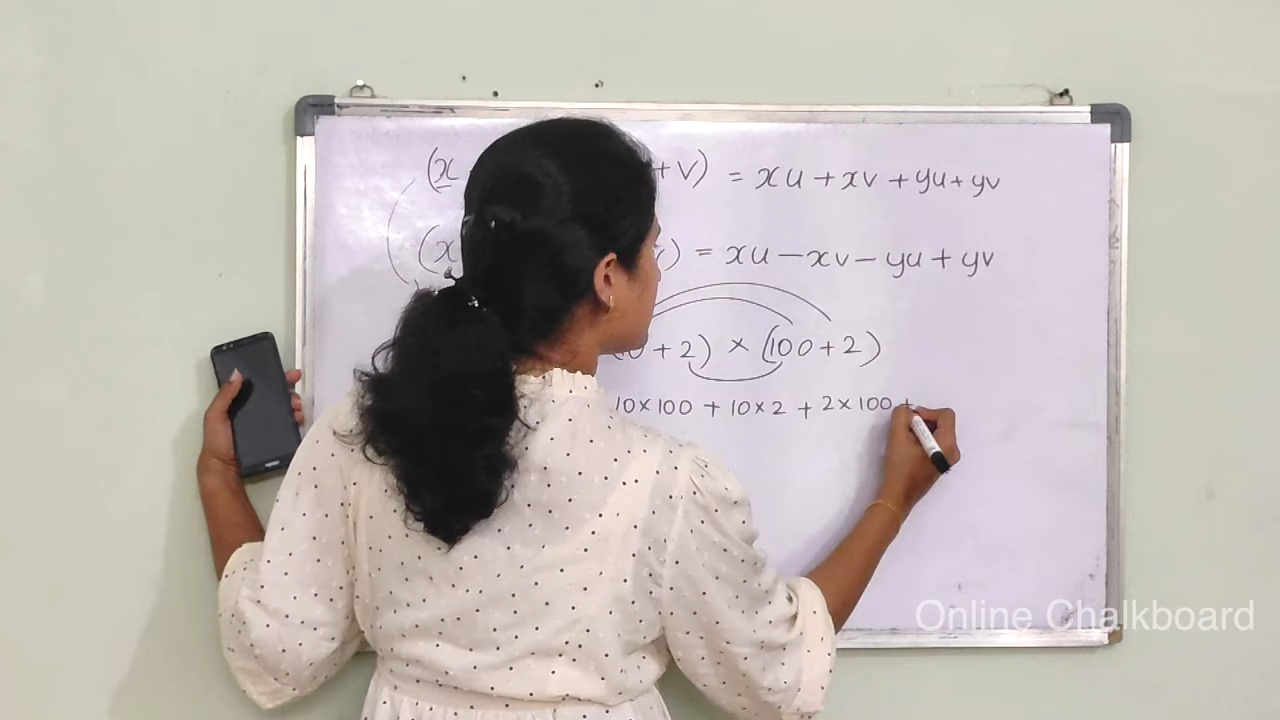 (x +v) = xu + xv + yu + yv
(x ) = xu - xv - yu + yv
0 + 2) × (100 + 2)
10 × 100 + 10 × 2 + 2 × 100 +
Online Chalkboard